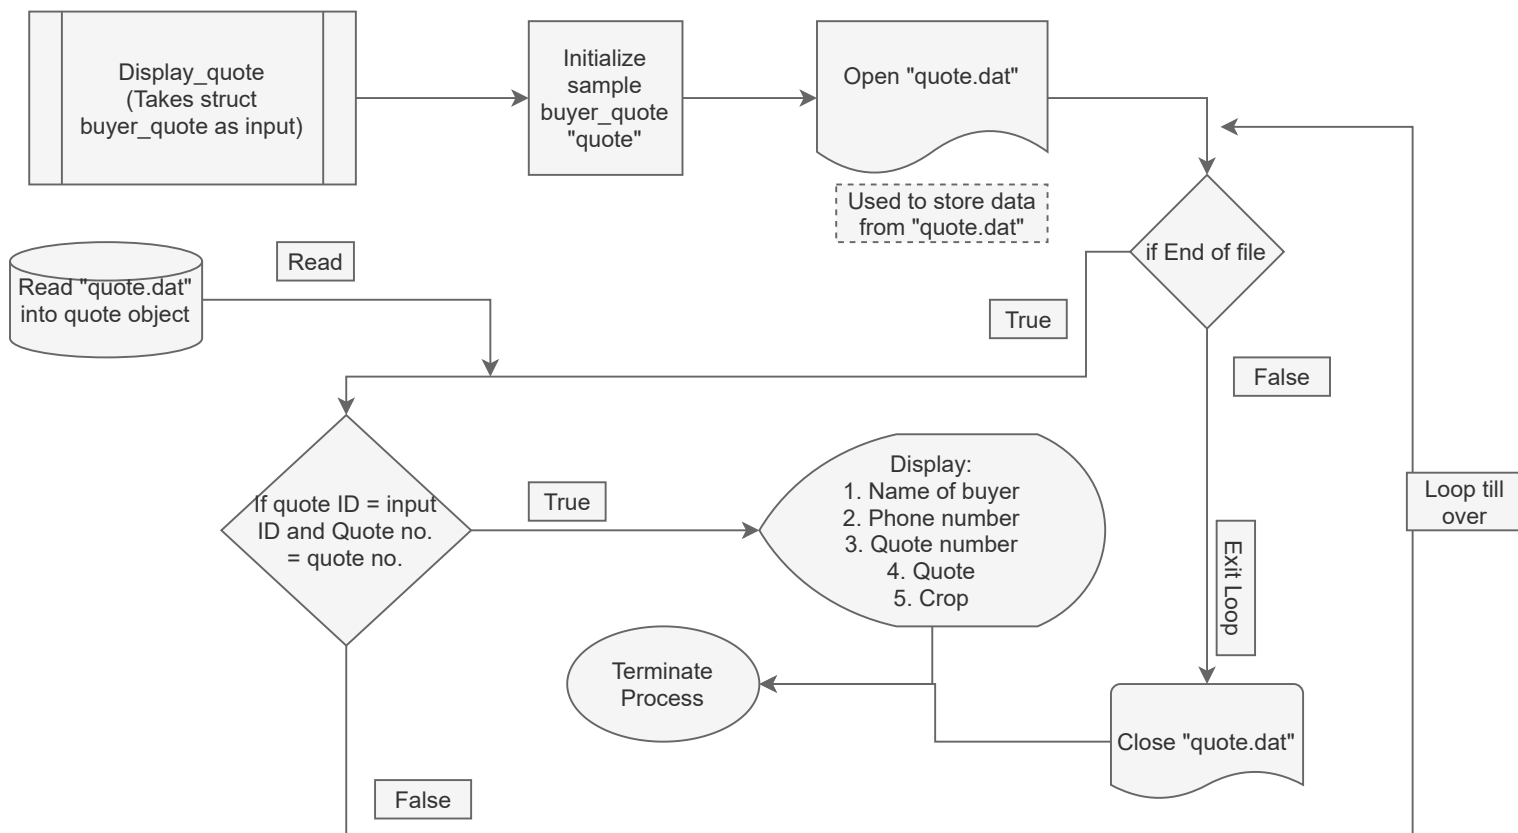 Display_quote
(Takes struct
buyer_quote as input)
Initialize
sample
buyer_quote
"quote"
Open "quote.dat"
Used to store data
from "quote.dat"
if End of file
Read "quote.dat"
into quote object
Read
True
False
If quote ID = input
ID and Quote no.
= quote no.
True
Display:
1. Name of buyer
2. Phone number
3. Quote number
4. Quote
5. Crop
Exit Loop
Loop till
over
Terminate
Process
Close "quote.dat"
False